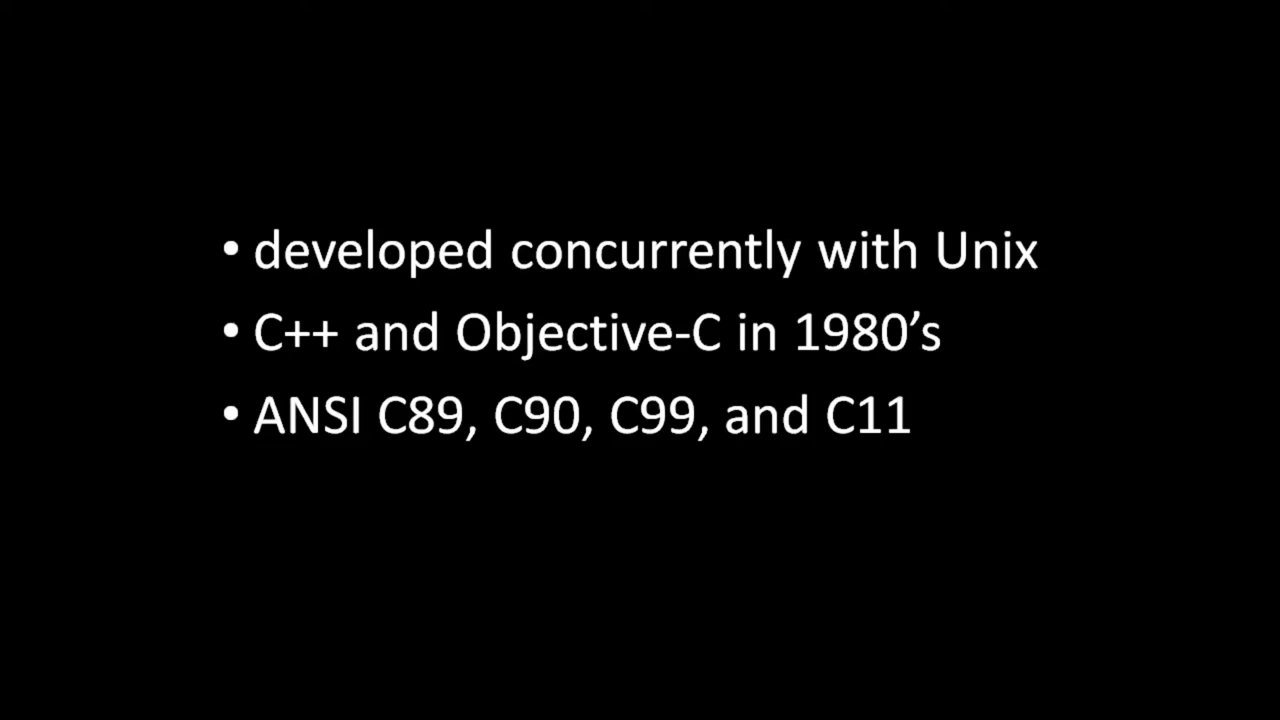 • developed concurrently with Unix
• C++ and Objective-C in 1980’s
• ANSI C89, C90, C99, and C11